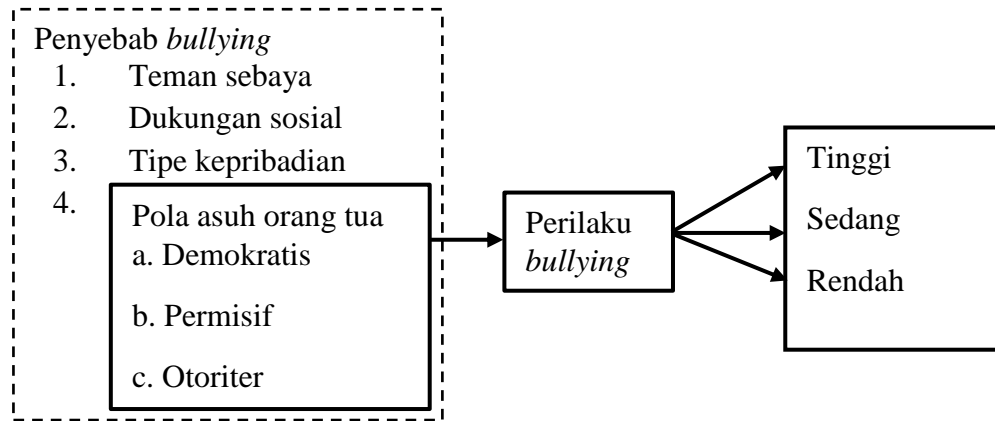 Penyebab bullying
1. Teman sebaya
2. Dukungan sosial
3. Tipe kepribadian
4. Pola asuh orang tua
a. Demokratis
b. Permisif
c. Otoriter
Perilaku
bullying
Tinggi
Sedang
Rendah